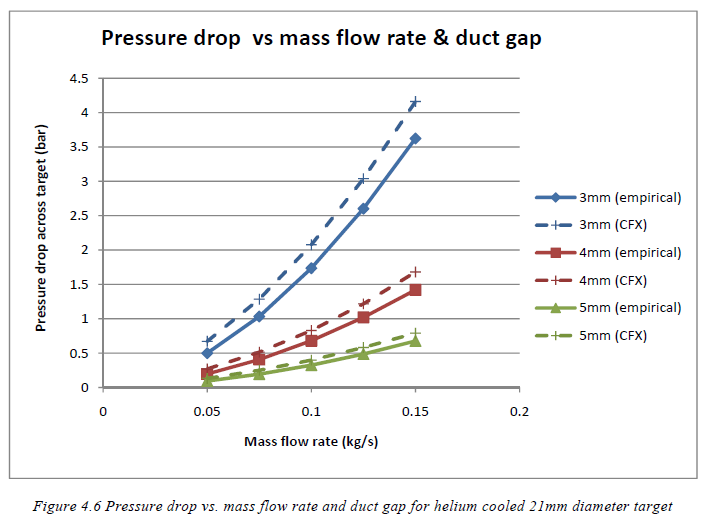 Pressure drop vs mass flow rate & duct gap
Pressure drop across target (bar)
4.5
4
3.5
3
2.5
2
1.5
1
0.5
0
0
0.05
0.1
0.15
0.2
Mass flow rate (kg/s)
3mm (empirical)
3mm (CFX)
4mm (empirical)
4mm (CFX)
5mm (empirical)
5mm (CFX)
Figure 4.6 Pressure drop vs. mass flow rate and duct gap for helium cooled 21mm diameter target